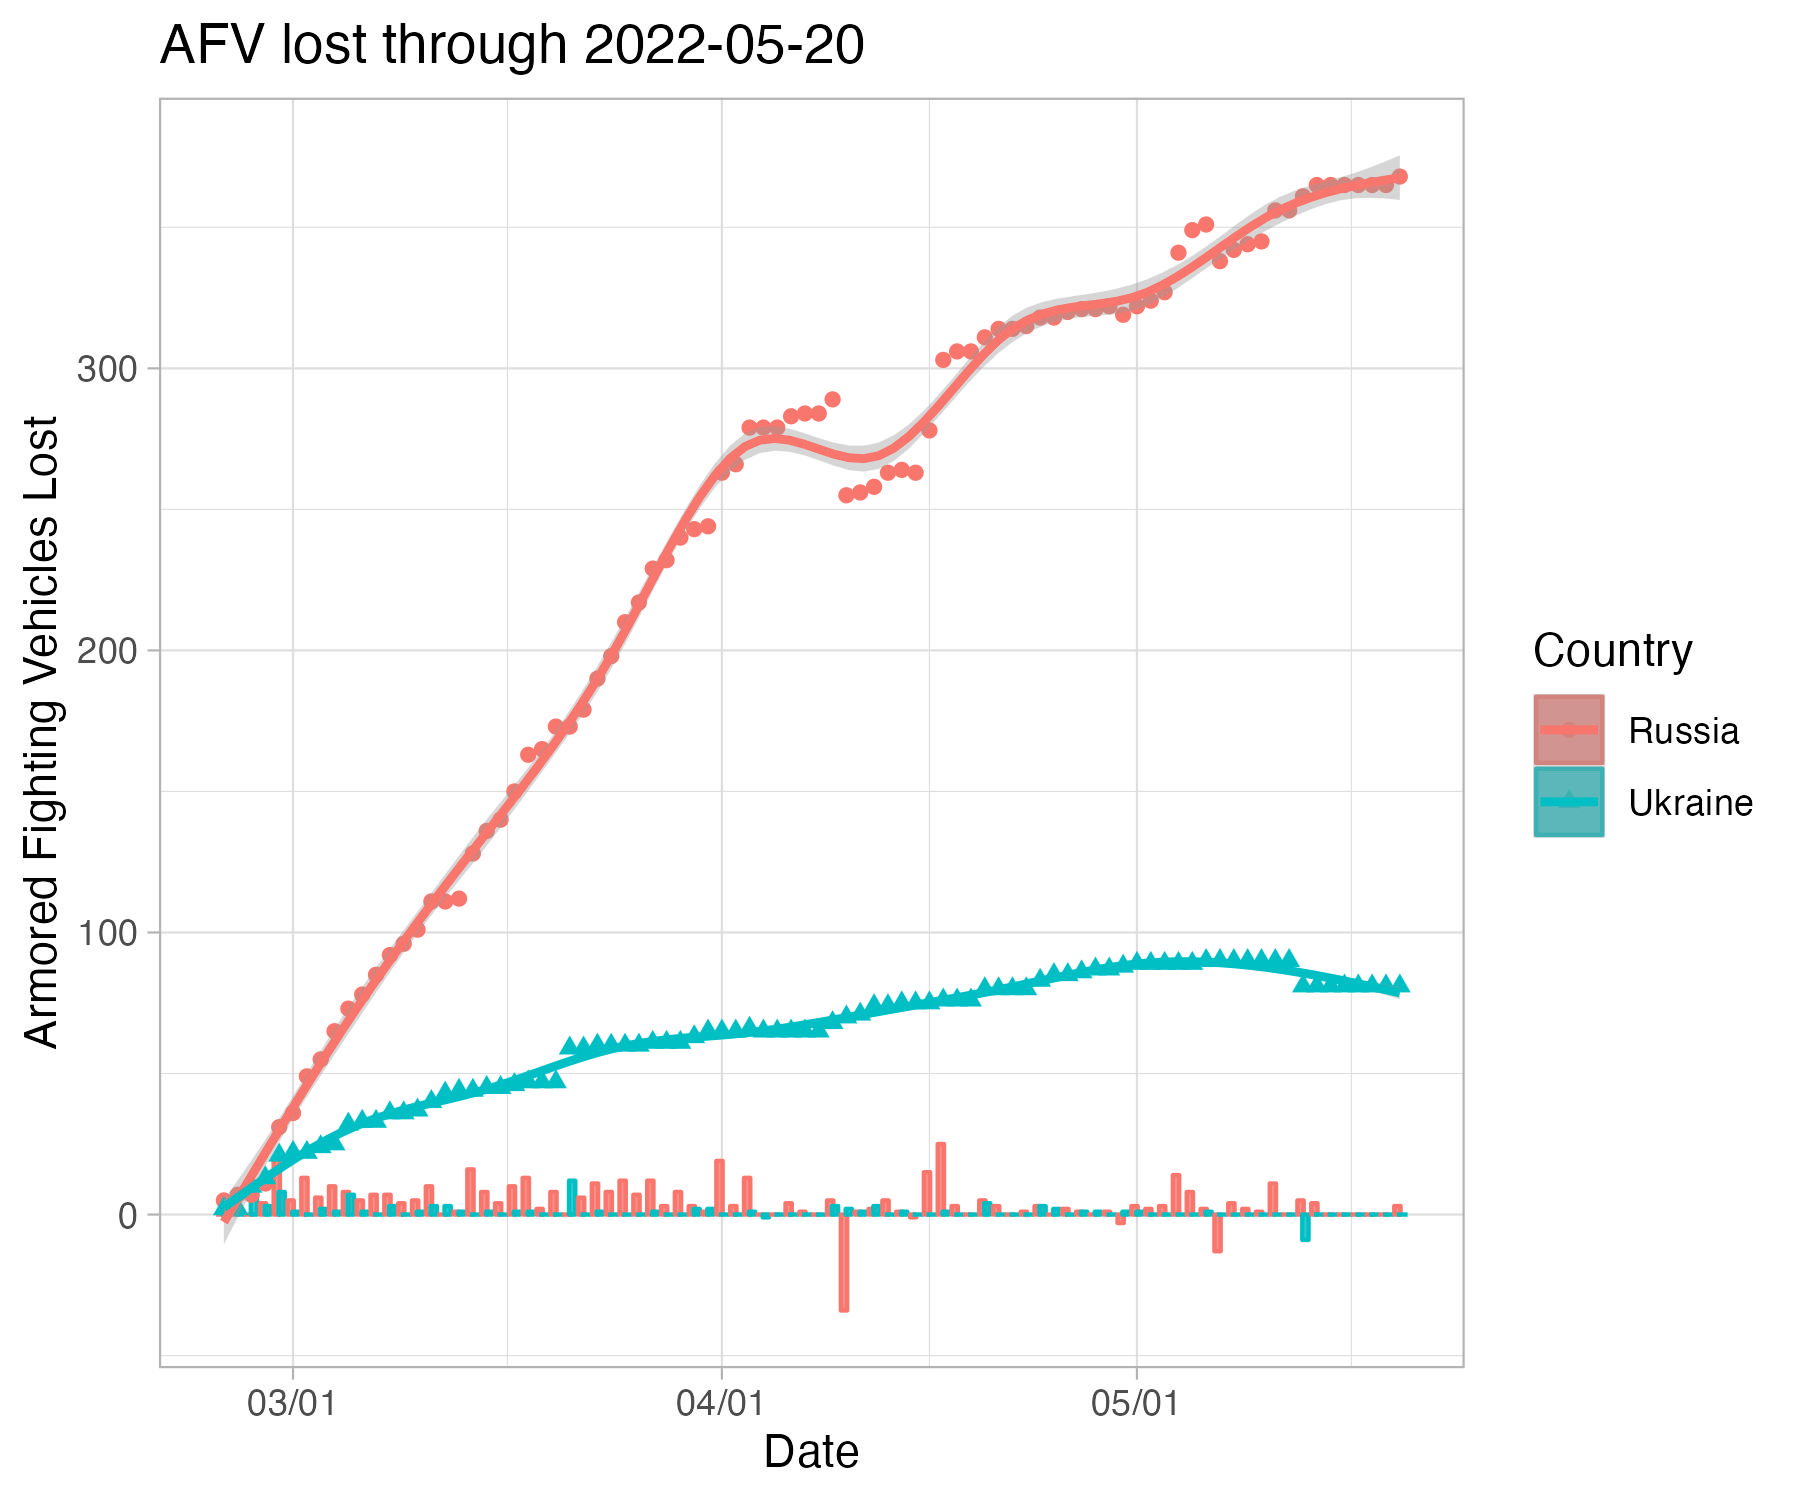 AFV lost through 2022-05-20
Armored Fighting Vehicles Lost
300
200
100
0
03/01
04/01
05/01
Date
Country
Russia
Ukraine